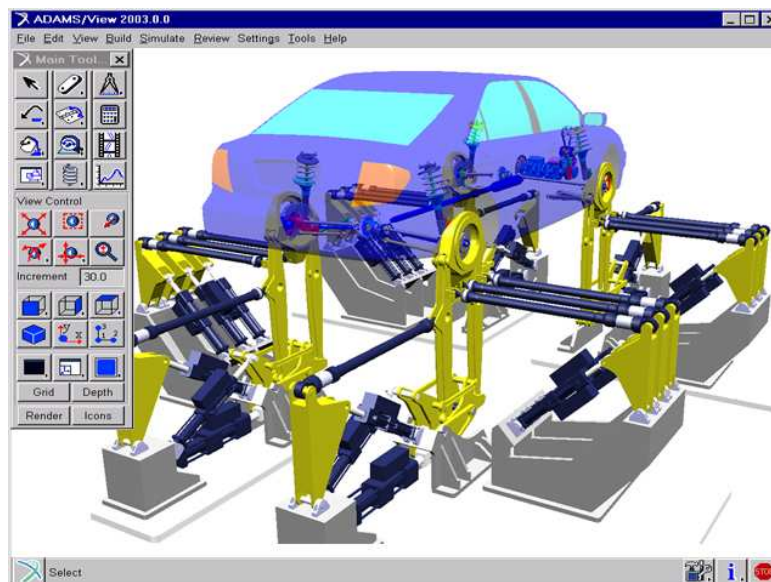 ADAMS/View 2003.0.0
File Edit View Build Simulate Review Settings Tools Help
Main Tool...
View Control
Increment 30.0
Grid Depth
Render Icons
Select
STOP